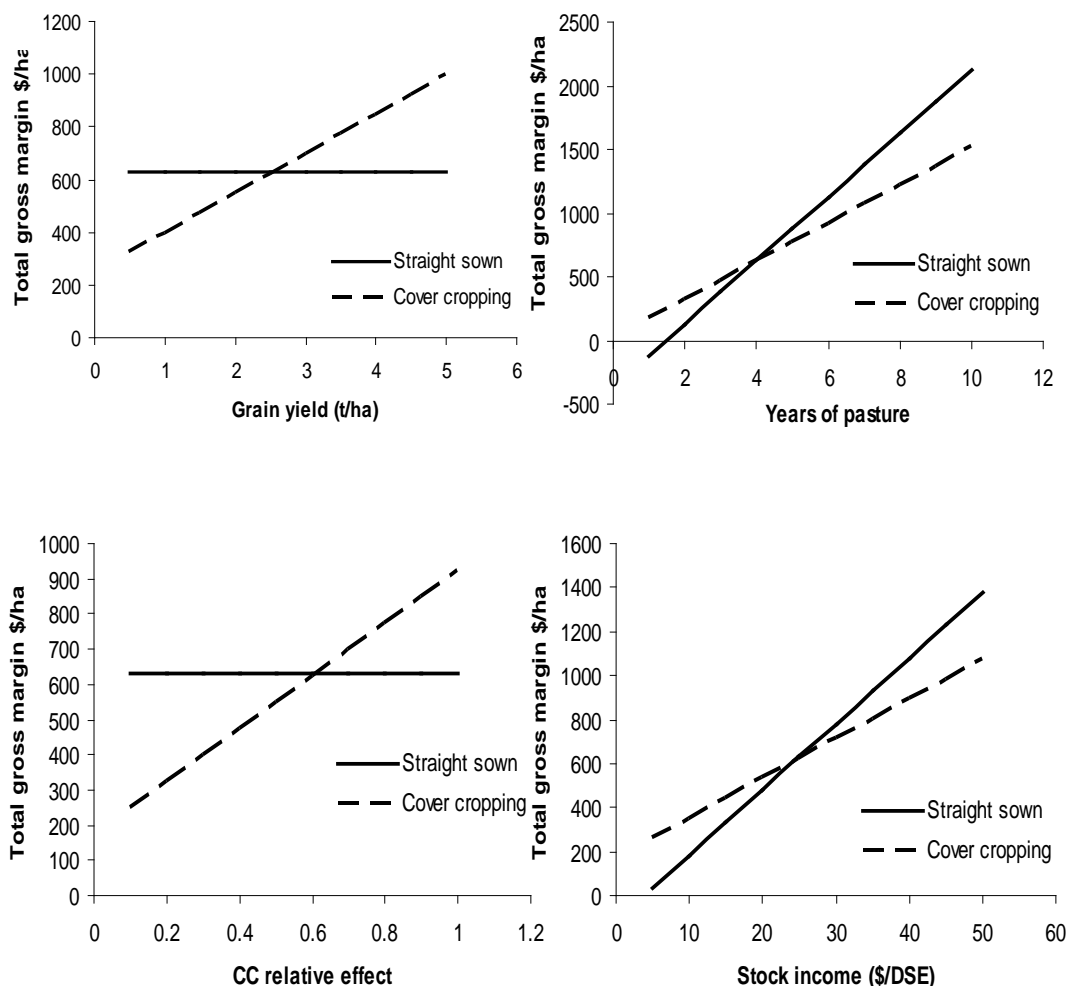 Total gross margin $/ha
1200
1000
800
600
400
200
0
0 1 2 3 4 5 6
Grain yield (t/ha)
Straight sown
Cover cropping
Total gross margin $/ha
2500
2000
1500
1000
500
0
-500
0 2 4 6 8 10 12
Years of pasture
Straight sown
Cover cropping
Total gross margin $/ha
1000
900
800
700
600
500
400
300
200
100
0
0 0.2 0.4 0.6 0.8 1 1.2
CC relative effect
Straight sown
Cover cropping
Total gross margin $/ha
1600
1400
1200
1000
800
600
400
200
0
0 10 20 30 40 50 60
Stock income ($/DSE)
Straight sown
Cover cropping